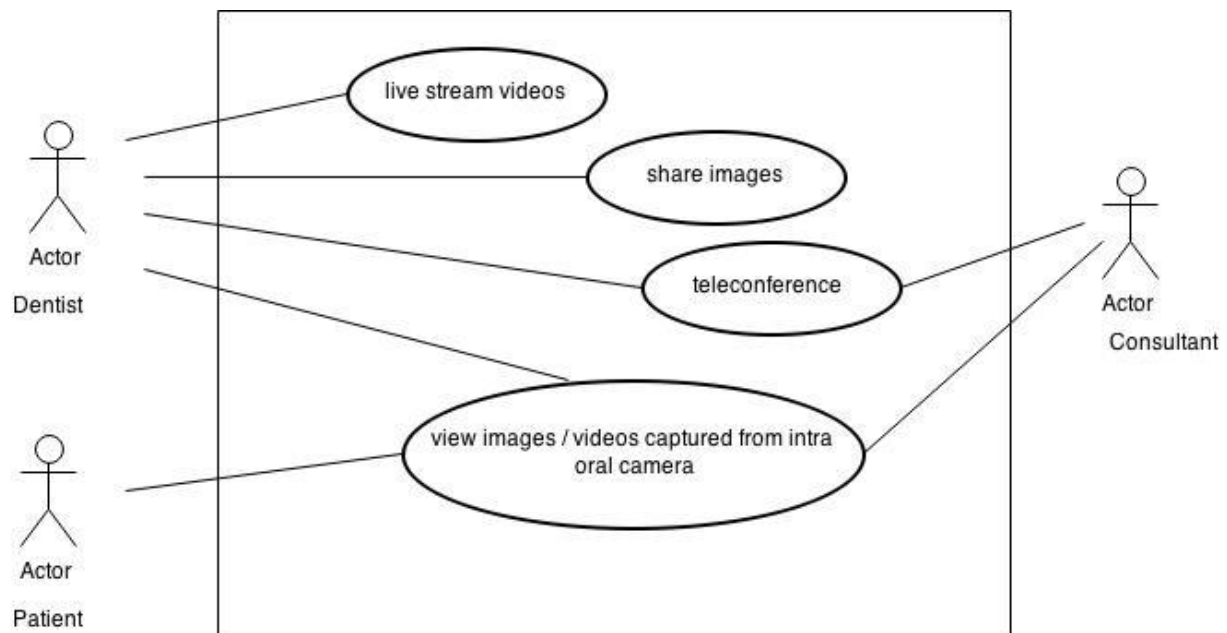 live stream videos
share images
Actor
Dentist
teleconference
Actor
Consultant
view images / videos captured from intra
oral camera
Actor
Patient